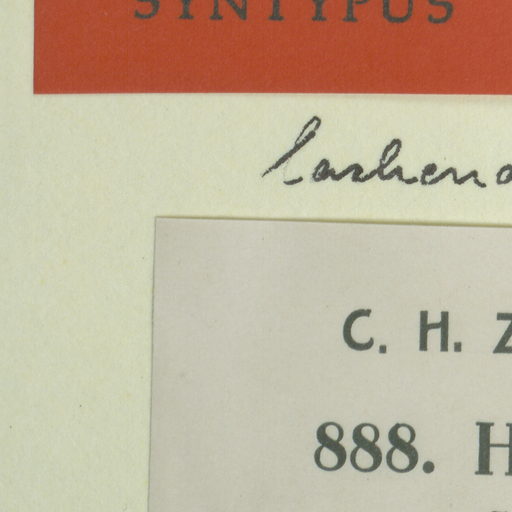 SYNTYPUS
C. H. Z
888. H